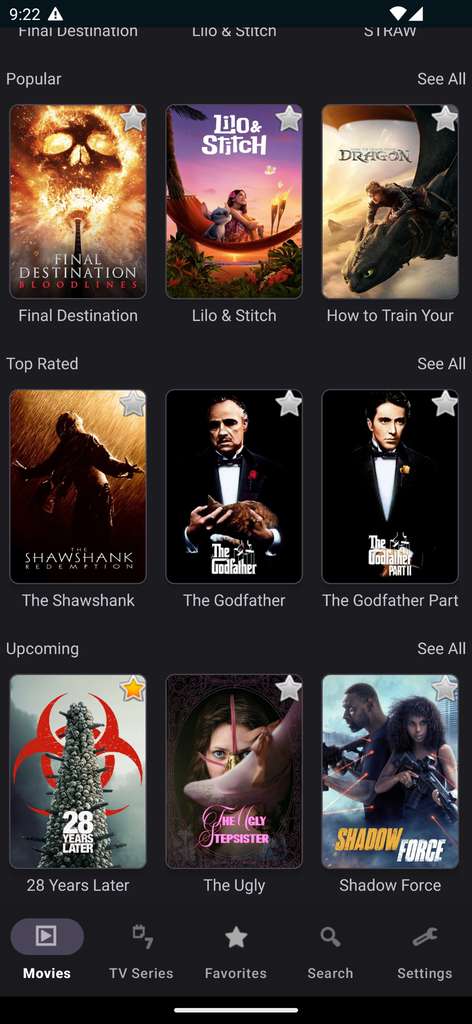 9:22
Final Destination
Lilo & Stitch
STRAW
Popular
See All
FINAL
DESTINATION
BLOODLINES
LiLO &
StitCH
DRAGON
Final Destination
Lilo & Stitch
How to Train Your
Top Rated
See All
THE
SHAWSHANK
REDEMPTION
The
Godfather
The
Godfather
PART II
The Shawshank
The Godfather
The Godfather Part
Upcoming
See All
28
YEARS
LATER
THE UGLY
STEPSISTER
SHADOW
FORCE
28 Years Later
The Ugly
Shadow Force
7
Movies
TV Series
Favorites
Search
Settings